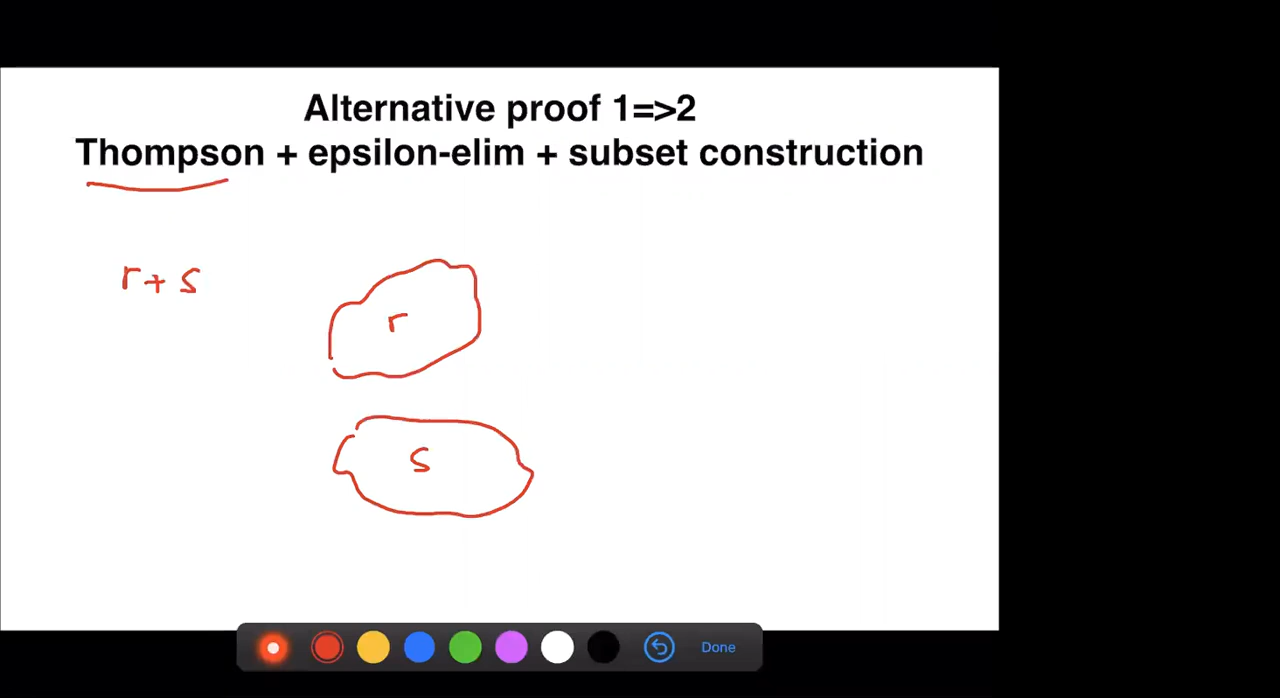 Alternative proof 1=>2
Thompson + epsilon-elim + subset construction
r + s
r
s
Done